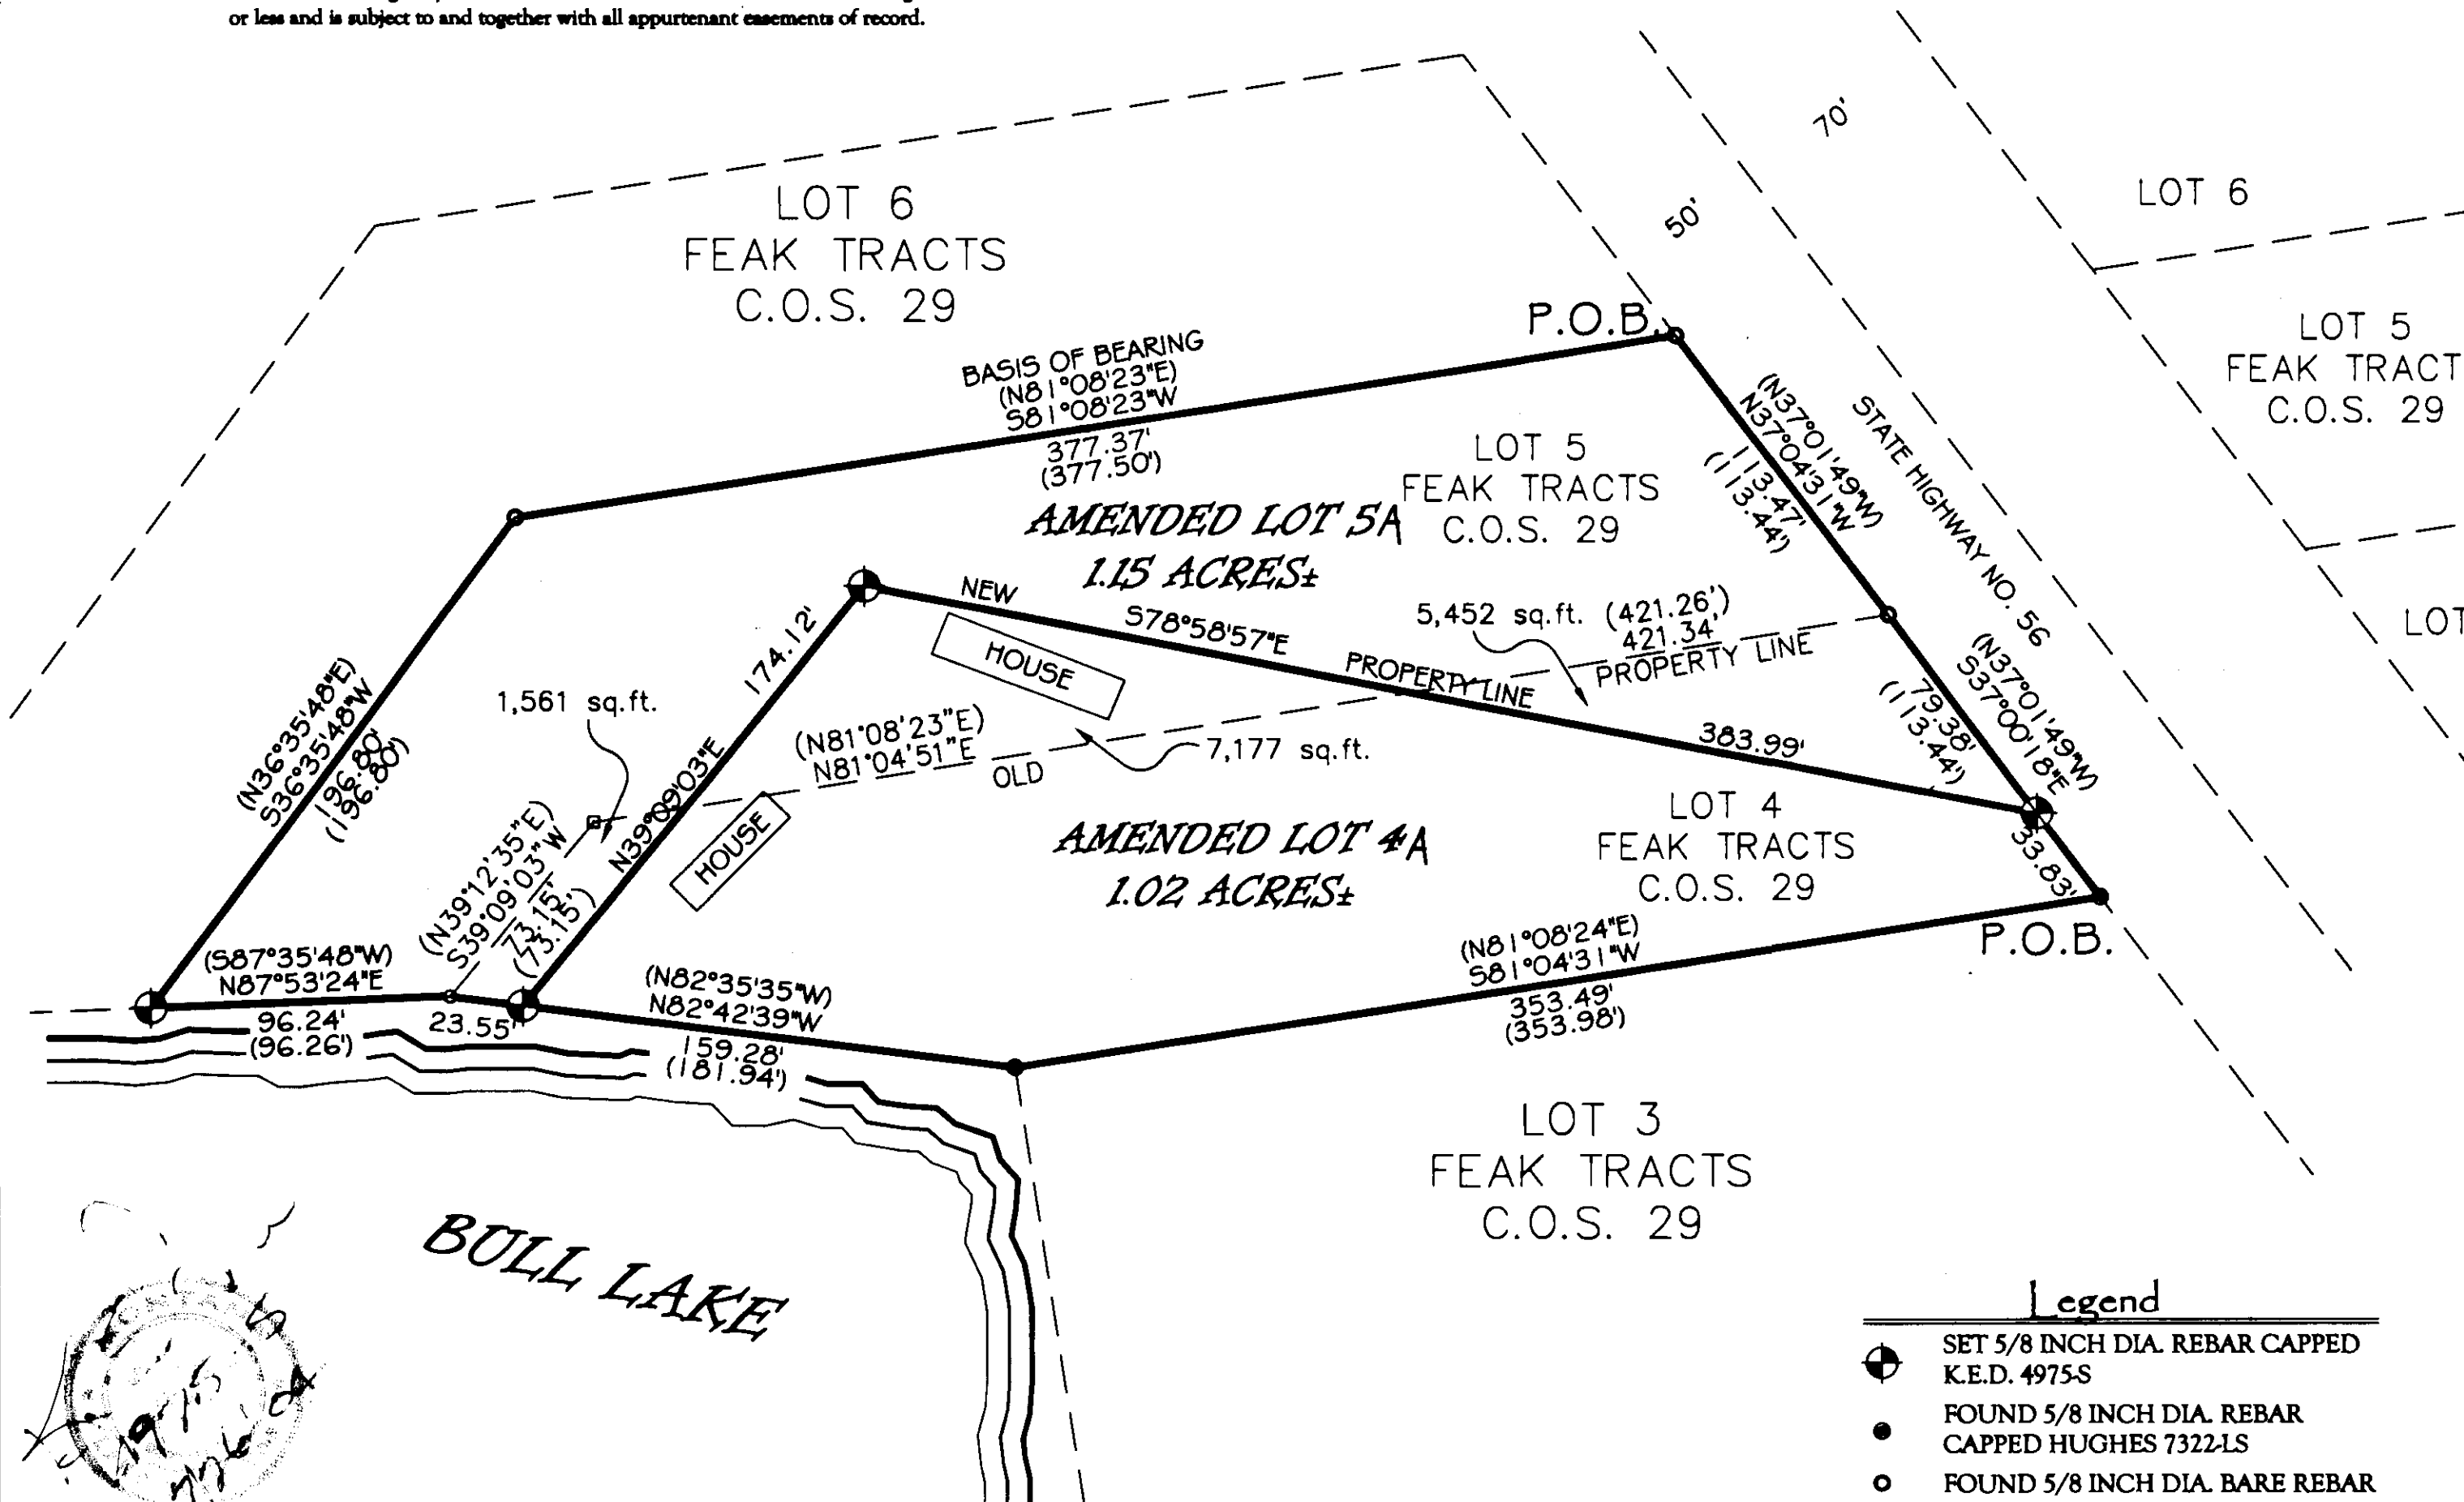 or less and is subject to and together with all appurtenant easements of record.
70'
50'
LOT 6
LOT 6
FEAK TRACTS
C.O.S. 29
LOT 5
FEAK TRACT
C.O.S. 29
LOT
P.O.B.
BASIS OF BEARING
(N81°08'23"E)
S81°08'23"W
377.37'
(377.50')
(N37°01'49"W)
N37°04'31"W
113.47'
(113.44')
STATE HIGHWAY NO. 56
LOT 5
FEAK TRACTS
C.O.S. 29
AMENDED LOT 5A
1.15 ACRES±
NEW
S78°58'57"E
PROPERTY LINE
383.99'
5,452 sq.ft.
(421.26')
421.34'
PROPERTY LINE
HOUSE
174.12'
N39°09'03"E
1,561 sq.ft.
(N81°08'23"E)
N81°04'51"E
OLD
7,177 sq.ft.
(N36°35'48"E)
S36°35'48"W
196.80'
(196.80')
(N37°01'49"W)
S37°00'18"E
79.38'
(113.44')
33.83'
HOUSE
(N39°12'35"E)
S39°09'03"W
73.15'
(73.15')
AMENDED LOT 4A
1.02 ACRES±
LOT 4
FEAK TRACTS
C.O.S. 29
P.O.B.
(S87°35'48"W)
N87°53'24"E
96.24'
(96.26')
23.55'
(N82°35'35"W)
N82°42'39"W
159.28'
(181.94')
(N81°08'24"E)
S81°04'31"W
353.49'
(353.98')
LOT 3
FEAK TRACTS
C.O.S. 29
BULL LAKE
Legend
SET 5/8 INCH DIA. REBAR CAPPED
K.E.D. 4975-S
FOUND 5/8 INCH DIA. REBAR
CAPPED HUGHES 7322-LS
FOUND 5/8 INCH DIA. BARE REBAR